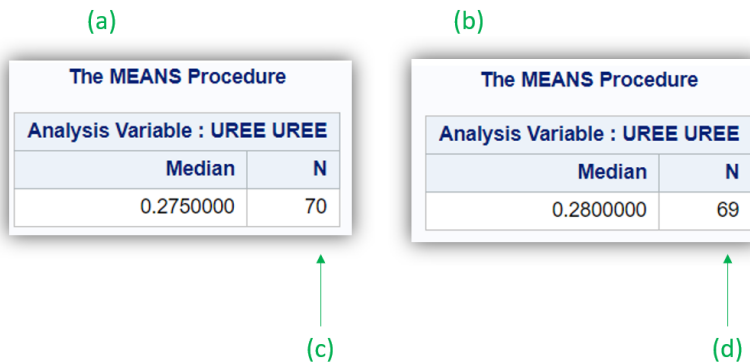 (a)
The MEANS Procedure
Analysis Variable : UREE UREE
Median N
0.2750000 70
(c)
(b)
The MEANS Procedure
Analysis Variable : UREE UREE
Median N
0.2800000 69
(d)